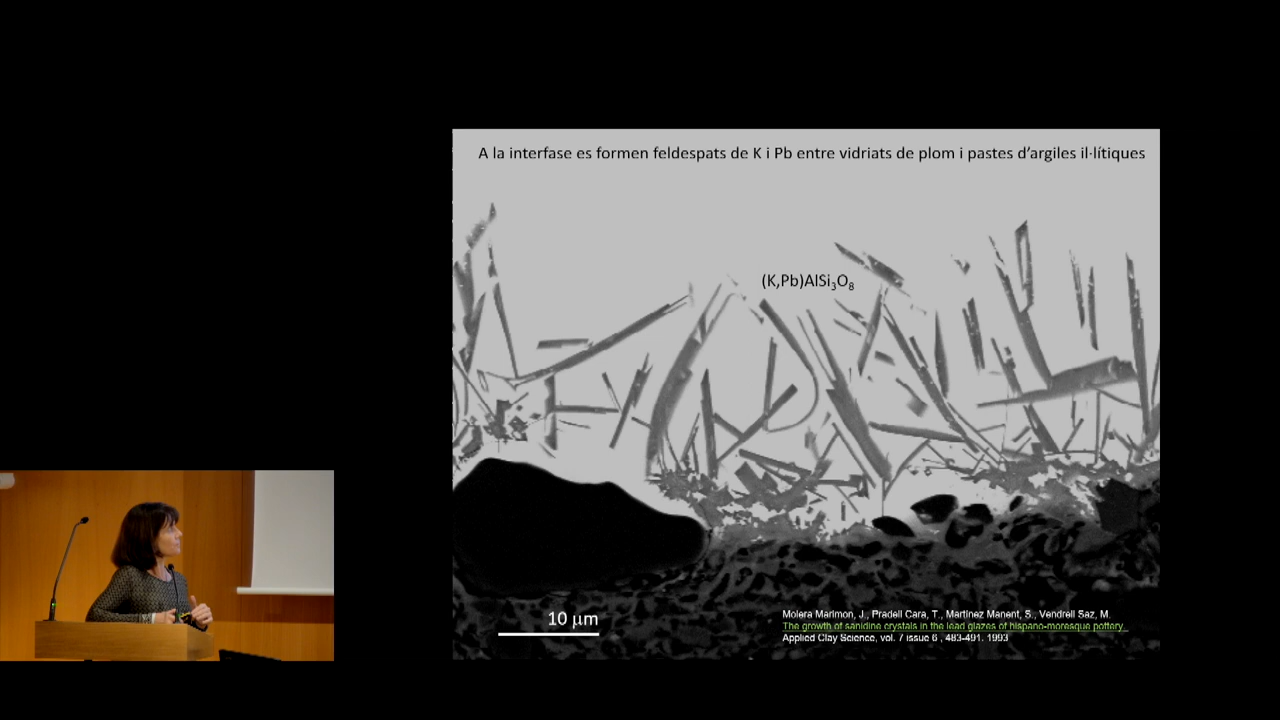 A la interfase es formen feldespats de K i Pb entre vidriats de plom i pastes d'argiles il·lítiques
(K,Pb)AlSi₃O₈
10 μm
Molera Marimon, J., Pradell Cara, T., Martínez Manent, S., Vendrell Saz, M.
The growth of sanidine crystals in the lead glazes of hispano-moresque pottery.
Applied Clay Science, vol. 7 issue 6 , 483-491. 1993